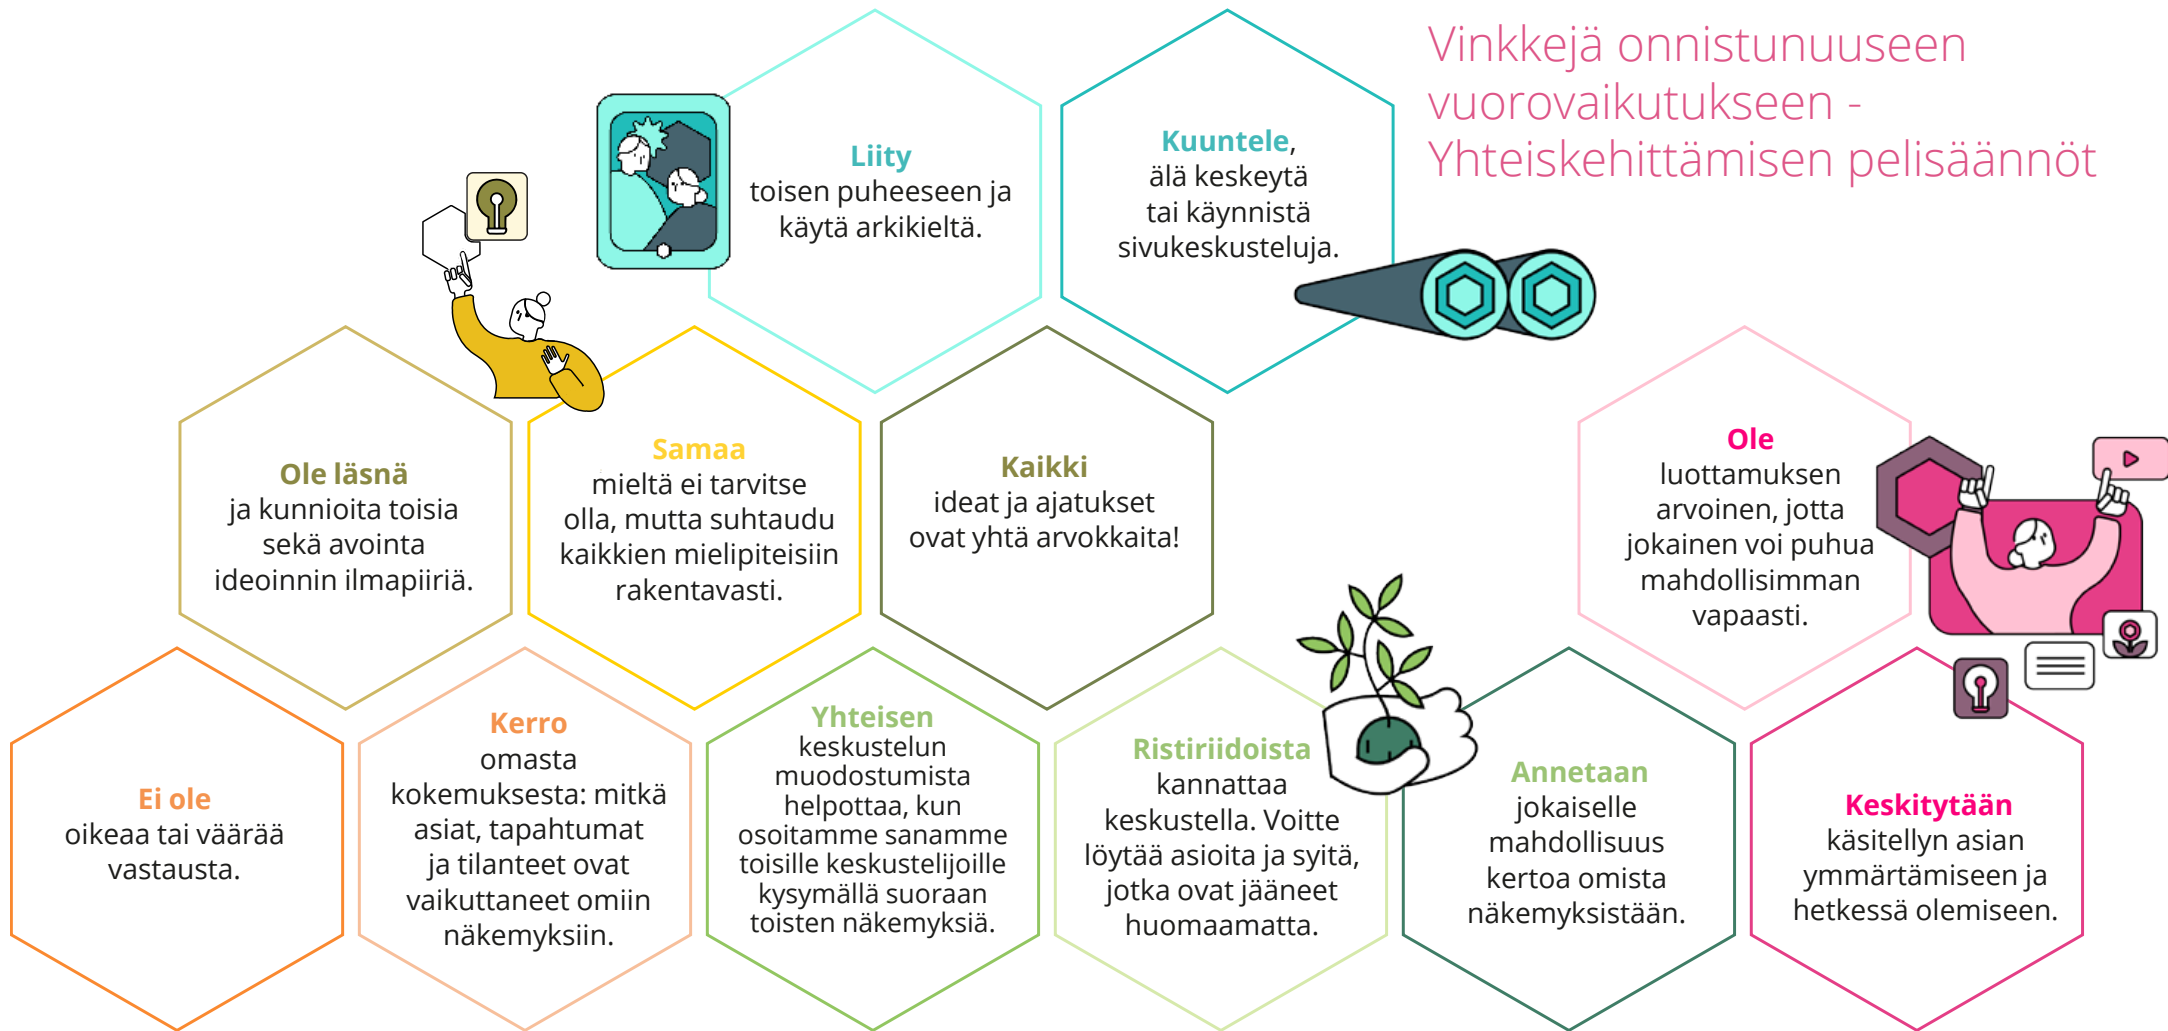 Vinkkejä onnistunuuseen
vuorovaikutukseen -
Yhteiskehittämisen pelisäännöt
Liity
toisen puheeseen ja
käytä arkikieltä.
Kuuntele,
älä keskeytä
tai käynnistä
sivukeskusteluja.
Ole läsnä
ja kunnioita toisia
sekä avointa
ideoinnin ilmapiiriä.
Samaa
mieltä ei tarvitse
olla, mutta suhtaudu
kaikkien mielipiteisiin
rakentavasti.
Kaikki
ideat ja ajatukset
ovat yhtä arvokkaita!
Ole
luottamuksen
arvoinen, jotta
jokainen voi puhua
mahdollisimman
vapaasti.
Ei ole
oikeaa tai väärää
vastausta.
Kerro
omasta
kokemuksesta: mitkä
asiat, tapahtumat
ja tilanteet ovat
vaikuttaneet omiin
näkemyksiin.
Yhteisen
keskustelun
muodostumista
helpottaa, kun
osoitamme sanamme
toisille keskustelijoille
kysymällä suoraan
toisten näkemyksiä.
Ristiriidoista
kannattaa
keskustella. Voitte
löytää asioita ja syitä,
jotka ovat jääneet
huomaamatta.
Annetaan
jokaiselle
mahdollisuus
kertoa omista
näkemyksistään.
Keskitytään
käsitellyn asian
ymmärtämiseen ja
hetkessä olemiseen.